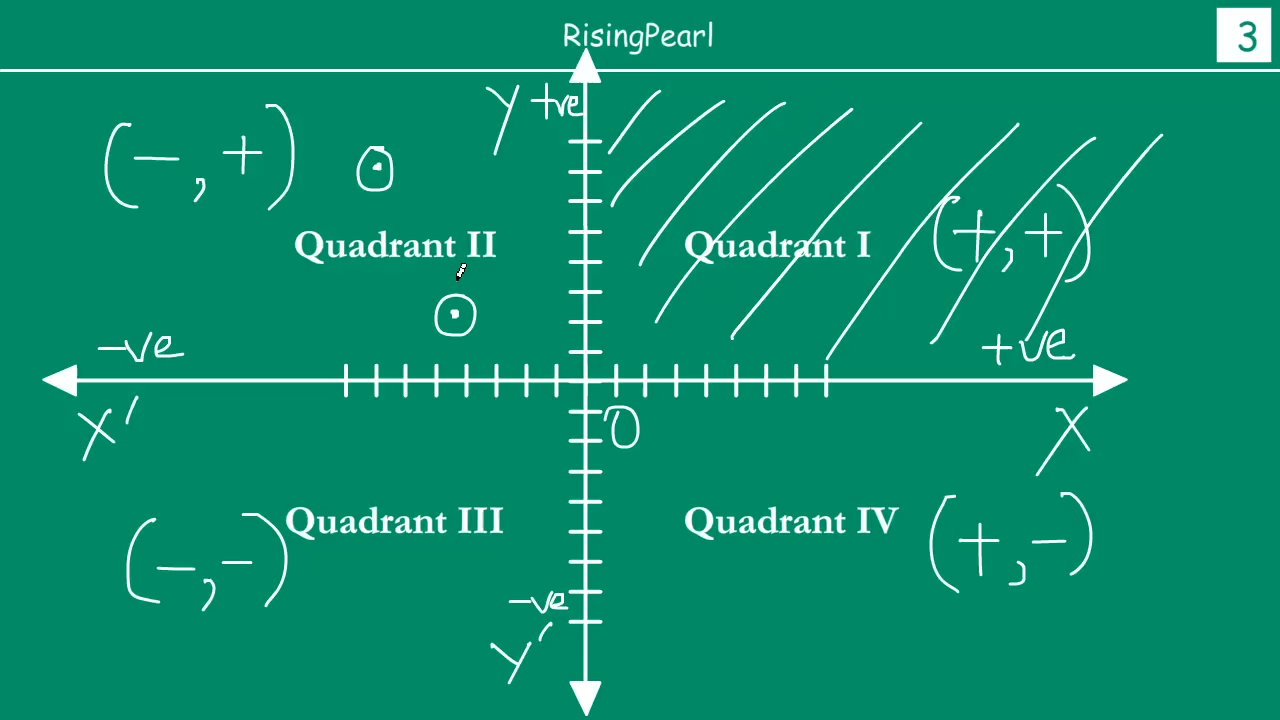 RisingPearl
3
Y +ve
(-,+)
Quadrant II
Quadrant I (+,+)
-ve
+ve
X'
O
X
Quadrant III
Quadrant IV (+,-)
(-,-)
-ve
Y'